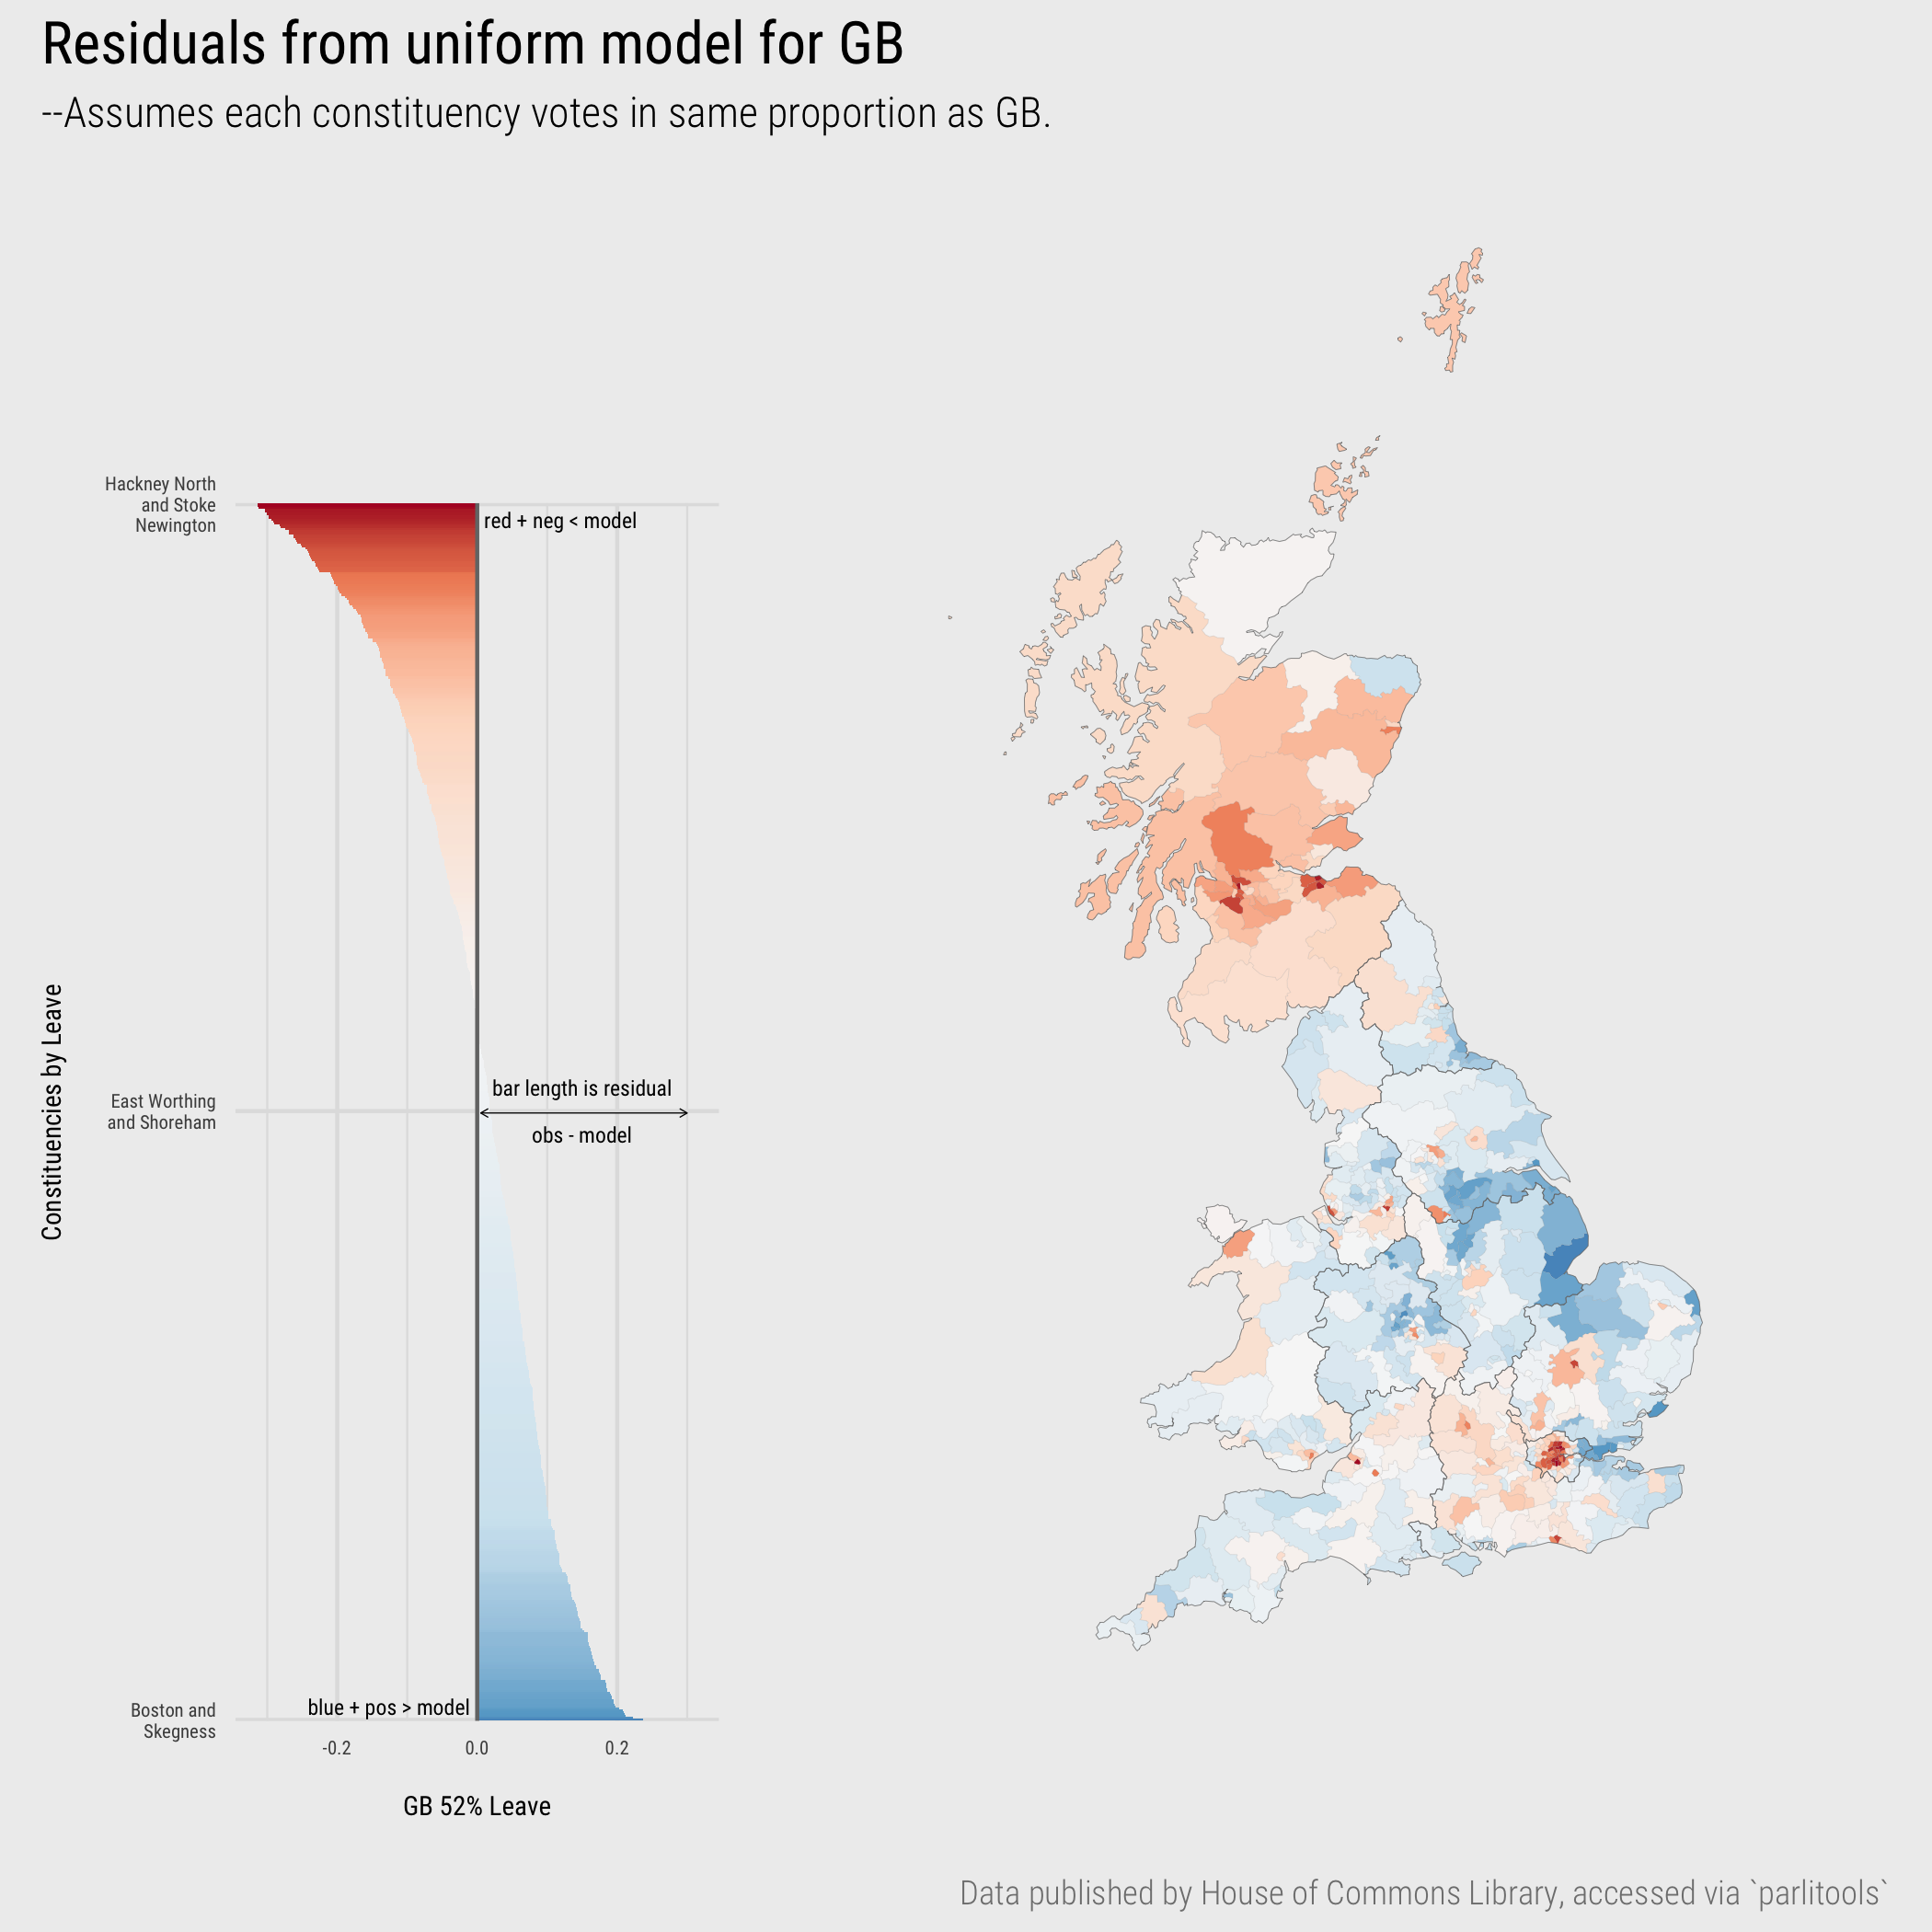 Residuals from uniform model for GB
--Assumes each constituency votes in same proportion as GB.
Hackney North
and Stoke
Newington
red + neg < model
Constituencies by Leave
bar length is residual
East Worthing
and Shoreham
obs - model
blue + pos > model
Boston and
Skegness
-0.2 0.0 0.2
GB 52% Leave
Data published by House of Commons Library, accessed via `parlitools`